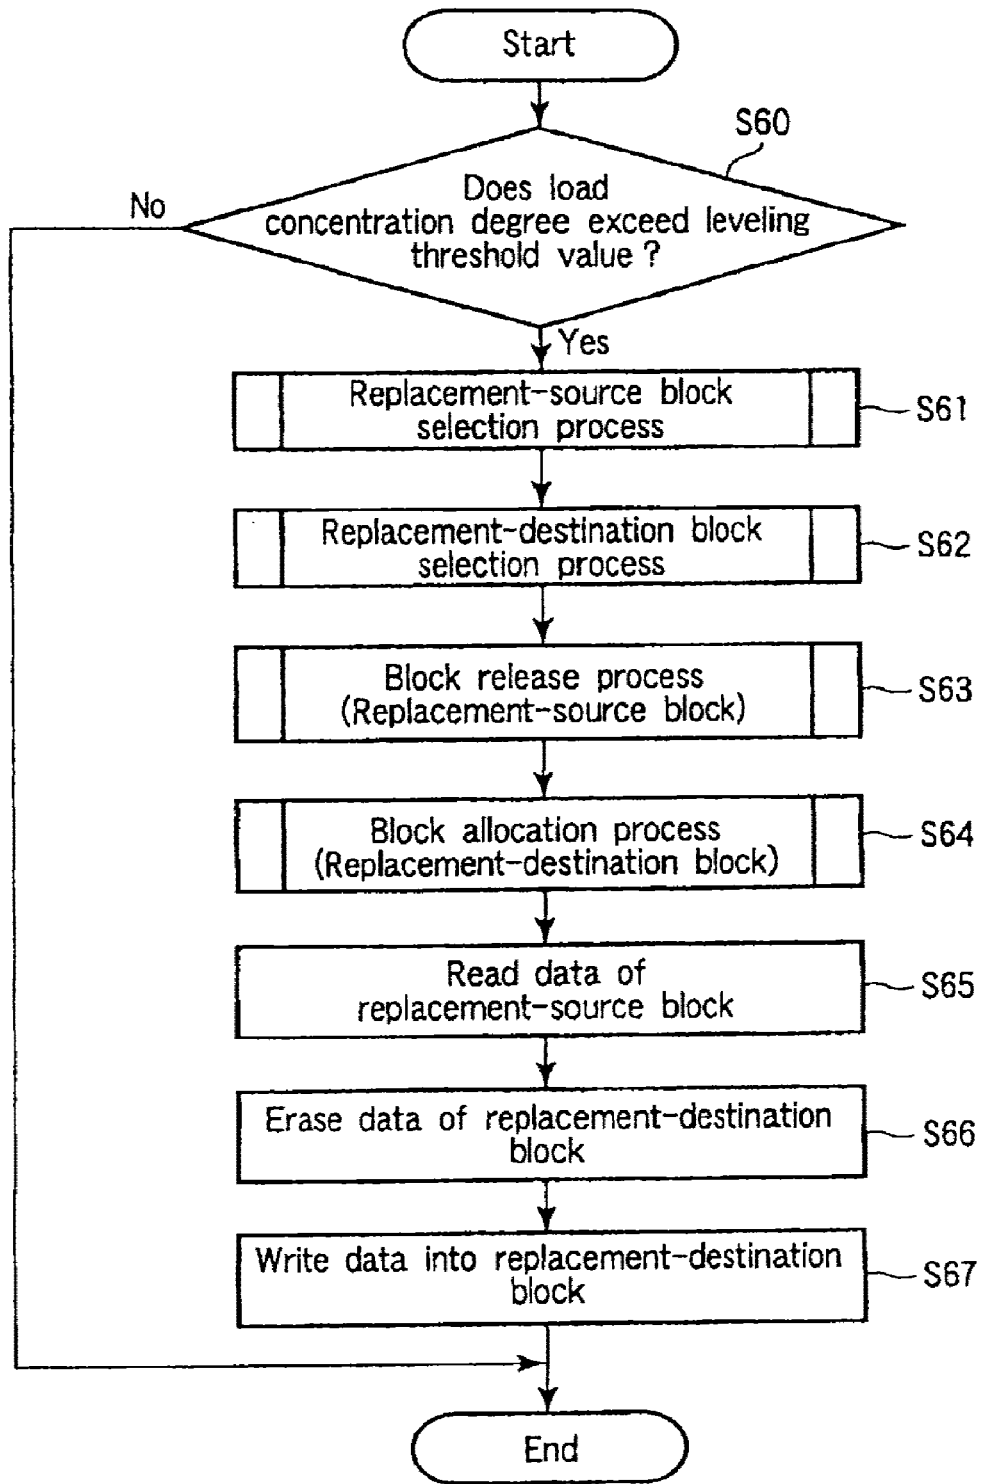 Start
S60
Does load
concentration degree exceed leveling
threshold value ?
No
Yes
Replacement-source block
selection process
S61
Replacement-destination block
selection process
S62
Block release process
(Replacement-source block)
S63
Block allocation process
(Replacement-destination block)
S64
Read data of
replacement-source block
S65
Erase data of replacement-destination
block
S66
Write data into replacement-destination
block
S67
End